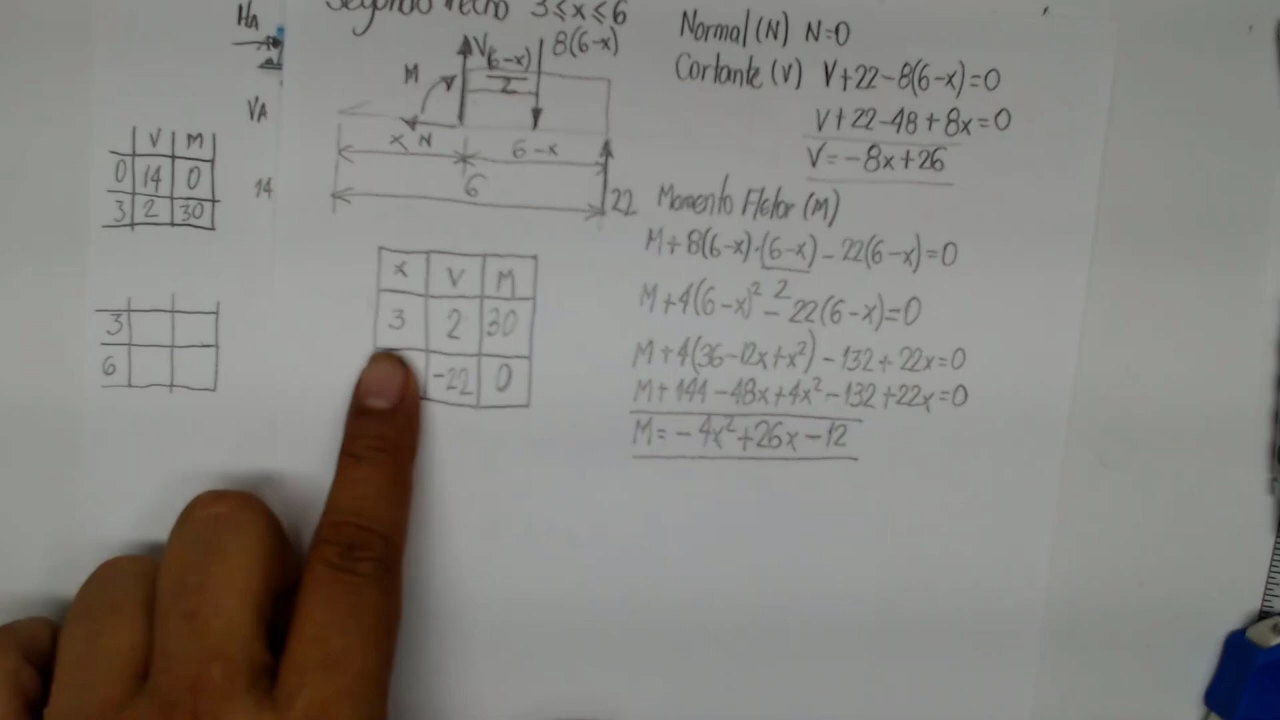 HA
VA
14
V M
0 14 0
3 2 30
3
6
Segundo Trecho 3≤x≤6
V
(6-x)
2
8(6-x)
M
x N
6-x
6
22
x V M
3 2 30
-22 0
Normal (N) N=0
Cortante (V) V+22-8(6-x)=0
V+22-48+8x=0
V=-8x+26
Momento Fletor (M)
M+8(6-x)·(6-x)-22(6-x)=0
2
M+4(6-x)²-22(6-x)=0
M+4(36-12x+x²)-132+22x=0
M+144-48x+4x²-132+22x=0
M=-4x²+26x-12